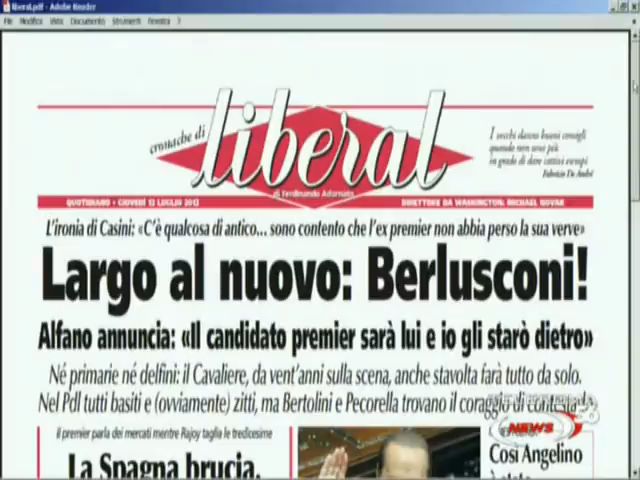 liberal.pdf - Adobe Reader
File Modifica Vista Documento Strumenti Finestra ?
cronache di
liberal
di Ferdinando Adornato
I vecchi danno buoni consigli
quando non sono più
in grado di dare cattivi esempi
Fabrizio De André
QUOTIDIANO • GIOVEDÌ 12 LUGLIO 2012
DIRETTORE DA WASHINGTON: MICHAEL NOVAK
L'ironia di Casini: «C'è qualcosa di antico... sono contento che l'ex premier non abbia perso la sua verve»
Largo al nuovo: Berlusconi!
Alfano annuncia: «Il candidato premier sarà lui e io gli starò dietro»
Né primarie né delfini: il Cavaliere, da vent'anni sulla scena, anche stavolta farà tutto da solo.
Nel Pdl tutti basiti e (ovviamente) zitti, ma Bertolini e Pecorella trovano il coraggio di
Il premier parla dei mercati mentre Rajoy taglia le tredicesime
La Spagna brucia.
Così Angelino
NEWS